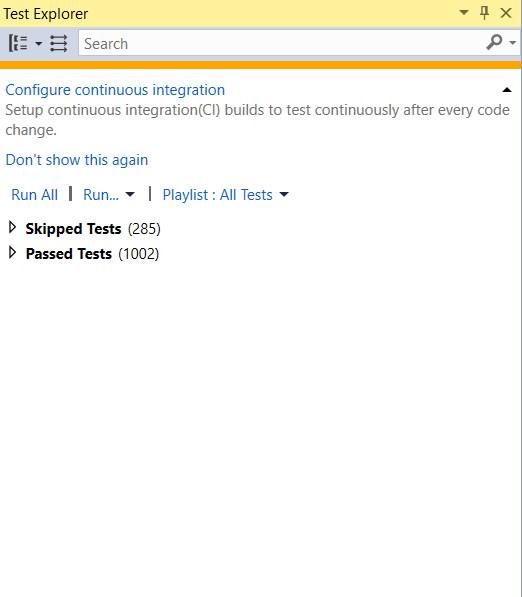 Test Explorer
Search
Configure continuous integration
Setup continuous integration(CI) builds to test continuously after every code
change.
Don't show this again
Run All | Run... | Playlist : All Tests
Skipped Tests (285)
Passed Tests (1002)